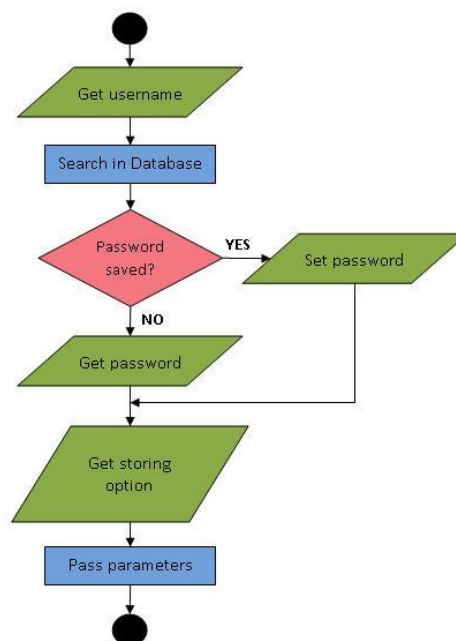 Get username
Search in Database
Password
saved?
YES
Set password
NO
Get password
Get storing
option
Pass parameters